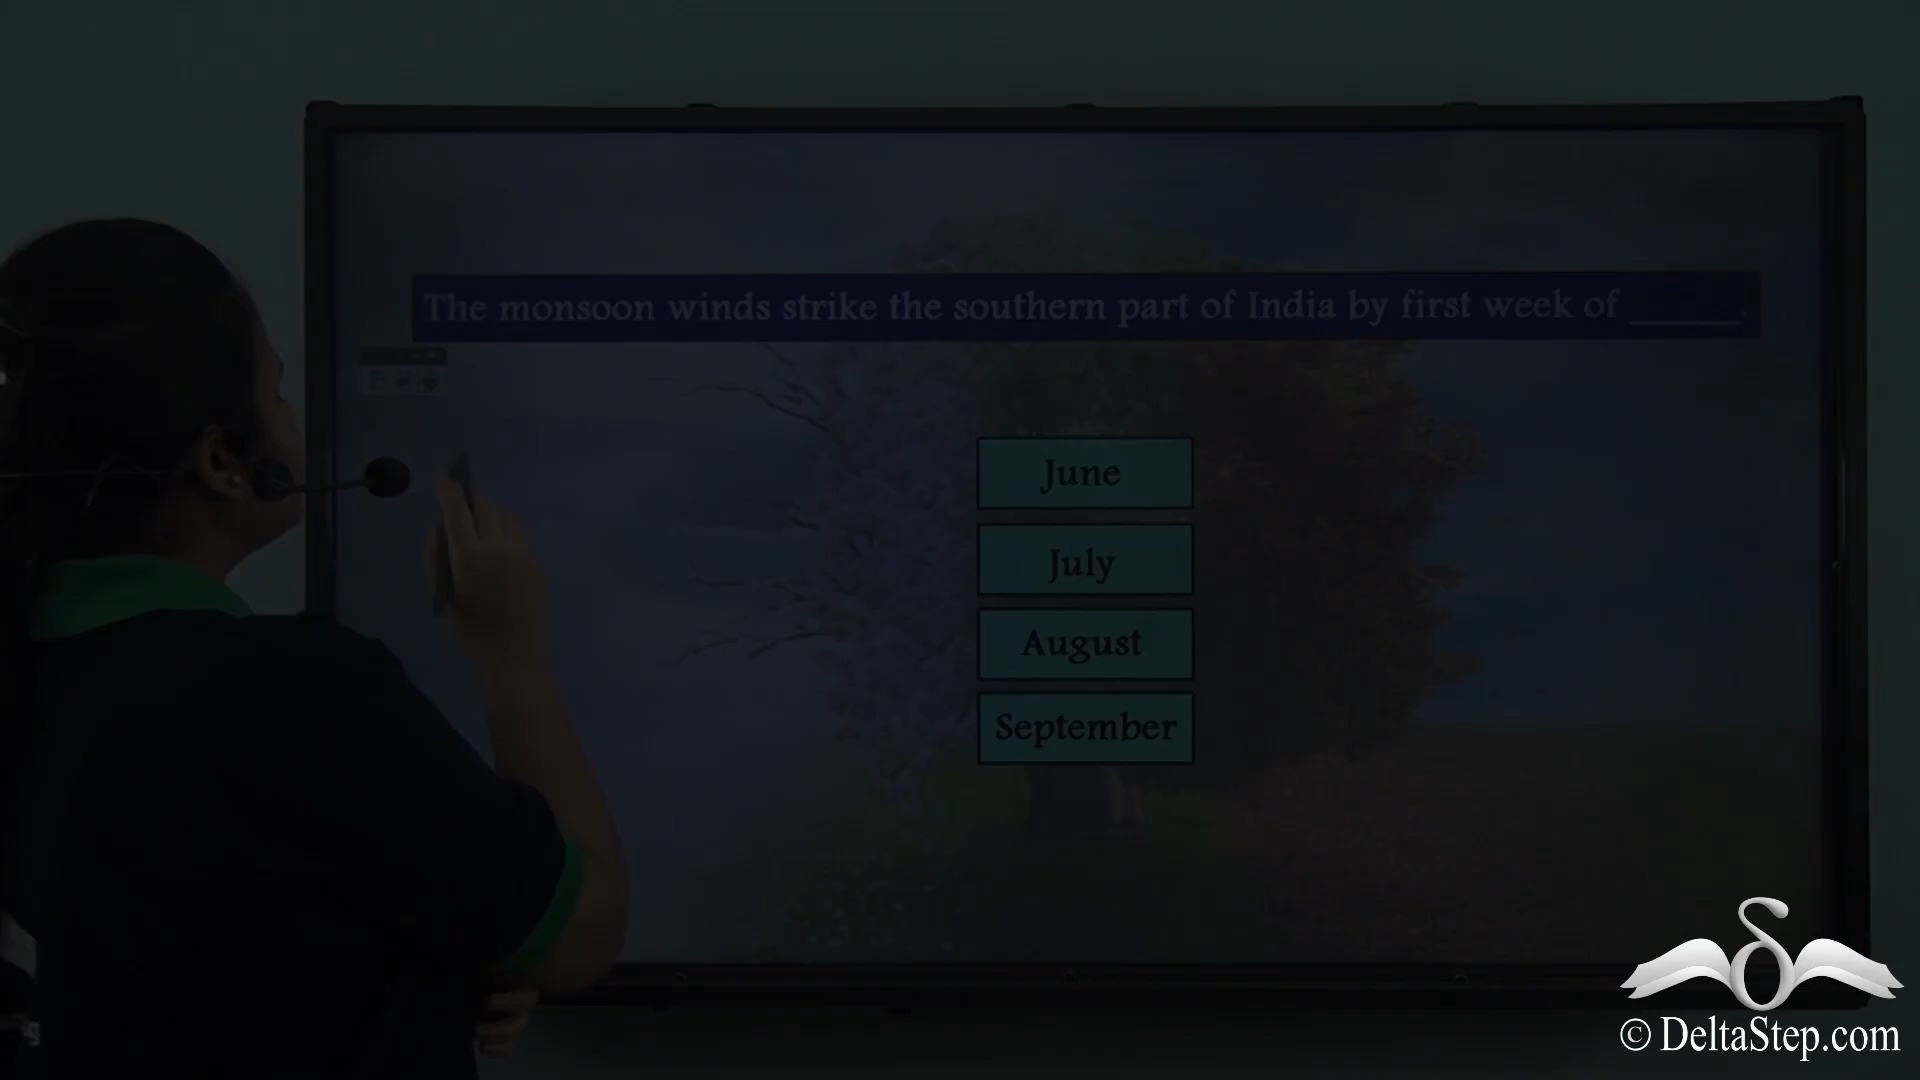 The monsoon winds strike the southern part of India by first week of ______.
June
July
August
September
© DeltaStep.com